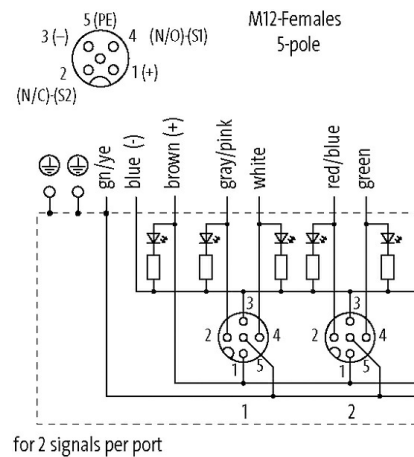 5 (PE)
3 (–)
4
(N/O)-(S1)
2
1 (+)
(N/C)-(S2)
M12-Females
5-pole
gn/ye
blue (-)
brown (+)
gray/pink
white
red/blue
green
3
2
4
1
5
3
2
4
1
5
1
2
for 2 signals per port